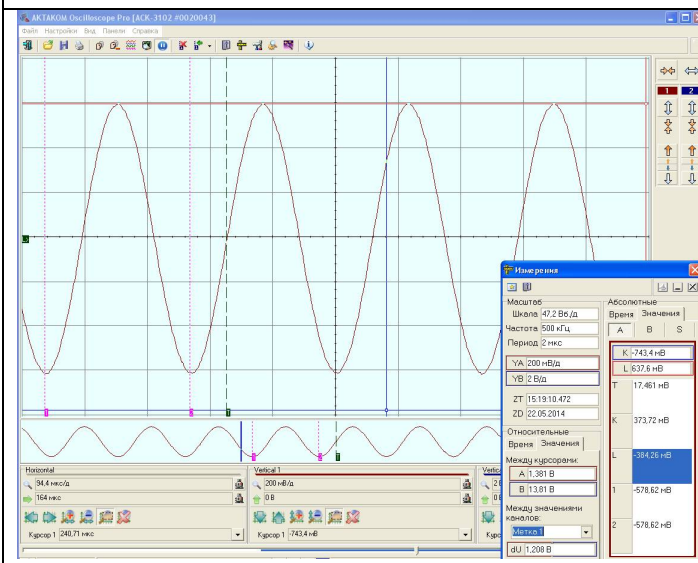 AKTAKOM Oscilloscope Pro [ACK-3102 #0020043]
Файл Настройки Вид Панели Справка
1 2
Измерения
Масштаб
Шкала 47,2 Вб./д
Частота 500 кГц
Период 2 мкс
YA 200 мВ/д
YB 2 В/д
ZT 15:19:10.472
ZD 22.05.2014
Относительные
Время Значения
Между курсорами:
A 1,381 В
B 13,81 В
Между значениями
каналов:
Метка 1
dU 1,208 В
Абсолютные
Время Значения
A B S
K -743,4 мВ
L 637,6 мВ
T 17,461 мВ
K 373,72 мВ
L -384,26 мВ
1 -578,62 мВ
2 -578,62 мВ
Horizontal
94,4 мкс/д
164 мкс
Курсор 1 240,71 мкс
Vertical 1
200 мВ/д
0 В
Курсор 1 -743,4 мВ